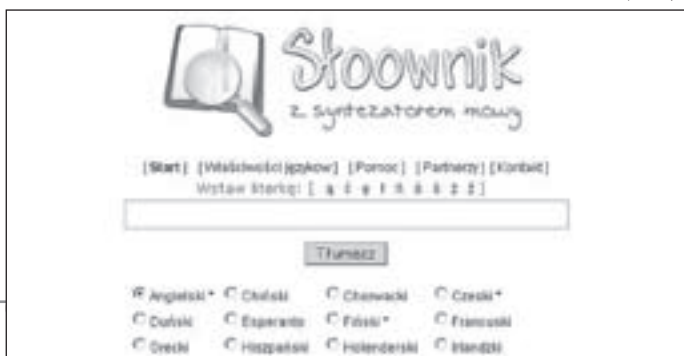 Słoownik
z syntezatorem mowy
[Start] [Właściwości języków] [Pomoc] [Partnerzy] [Kontakt]
Wstaw literkę: [ ą ć ę ł ń ó ś ż ź ]
Tłumacz
Angielski * Chiński Chorwacki Czeski *
Duński Esperanto Fiński * Francuski
Grecki Hiszpański Holenderski Irlandzki